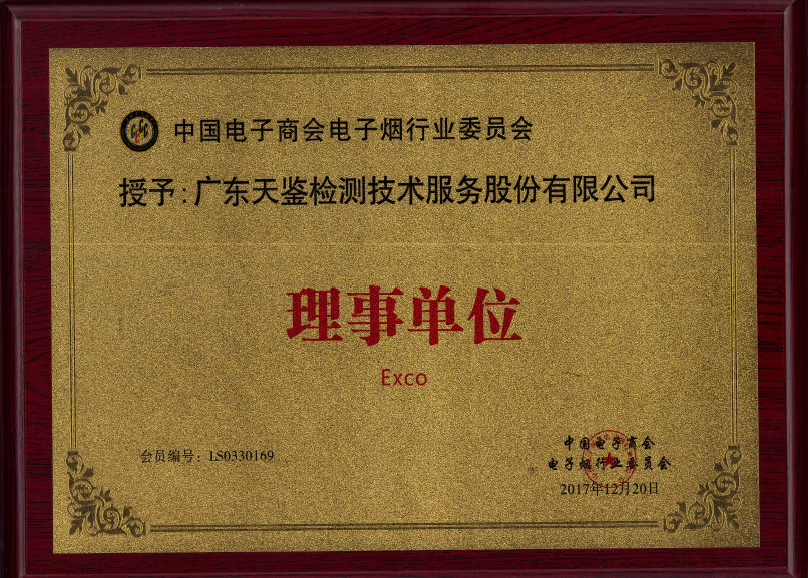 中国电子商会电子烟行业委员会
授予:广东天鉴检测技术服务股份有限公司
理事单位
Exco
会员编号：LS0330169
中国电子商会
电子烟行业委员会
2017年12月20日